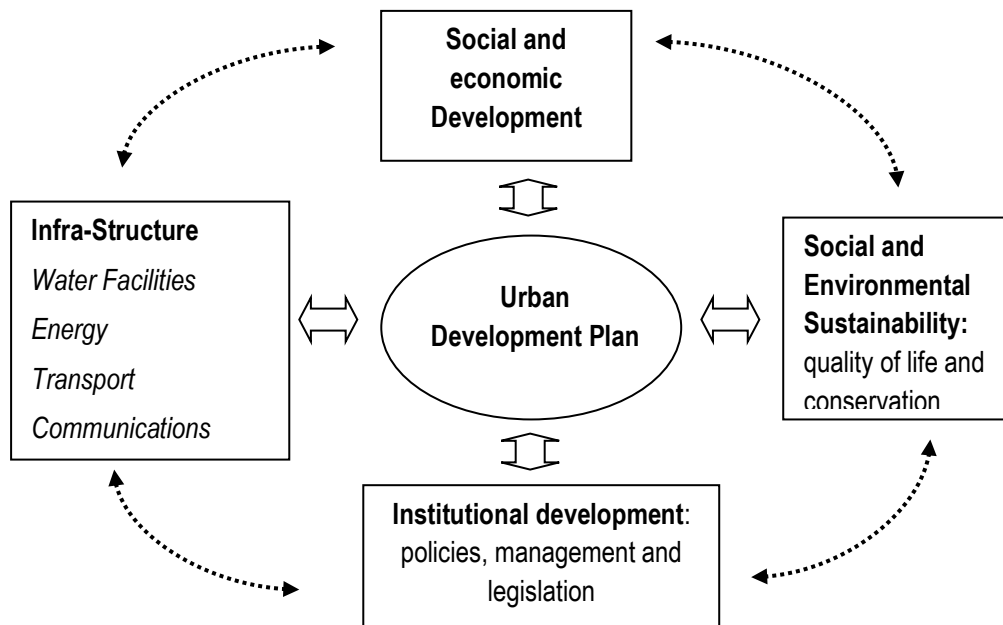 Social and
economic
Development
Infra-Structure
Water Facilities
Energy
Transport
Communications
Urban
Development Plan
Social and
Environmental
Sustainability:
quality of life and
conservation
Institutional development:
policies, management and
legislation